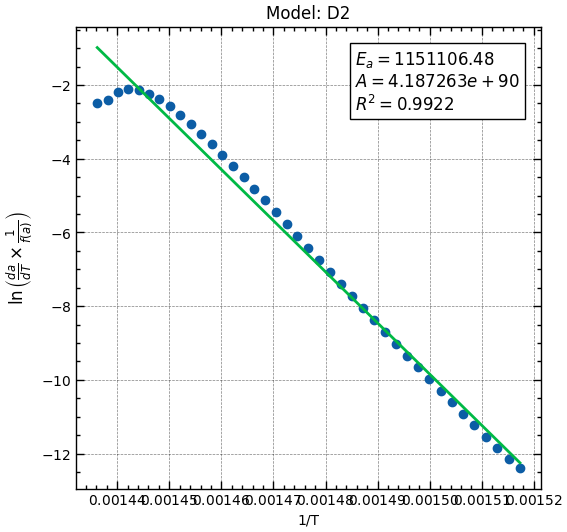 Model: D2
E_a = 1151106.48
A = 4.187263e + 90
R^2 = 0.9922
ln(da/dT × 1/f(a))
−2
−4
−6
−8
−10
−12
0.00144 0.00145 0.00146 0.00147 0.00148 0.00149 0.00150 0.00151 0.00152
1/T